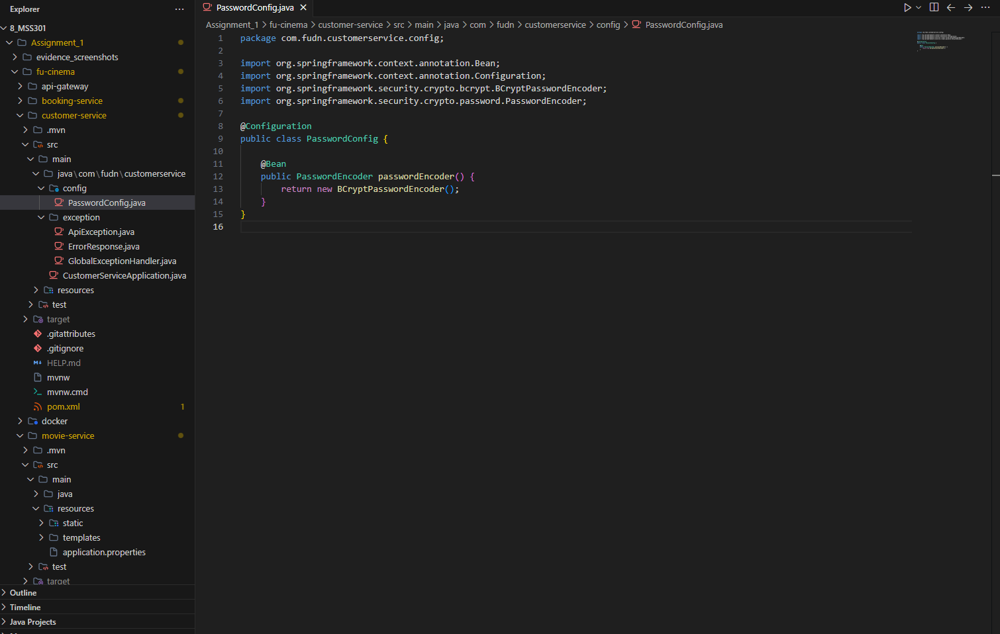 Explorer
8_MSS301
Assignment_1
evidence_screenshots
fu-cinema
api-gateway
booking-service
customer-service
.mvn
src
main
java\com\fudn\customerservice
config
PasswordConfig.java
exception
ApiException.java
ErrorResponse.java
GlobalExceptionHandler.java
CustomerServiceApplication.java
resources
test
target
.gitattributes
.gitignore
HELP.md
mvnw
mvnw.cmd
pom.xml 1
docker
movie-service
.mvn
src
main
java
resources
static
templates
application.properties
test
target
Outline
Timeline
Java Projects
PasswordConfig.java
Assignment_1 > fu-cinema > customer-service > src > main > java > com > fudn > customerservice > config > PasswordConfig.java
1 package com.fudn.customerservice.config;
2
3 import org.springframework.context.annotation.Bean;
4 import org.springframework.context.annotation.Configuration;
5 import org.springframework.security.crypto.bcrypt.BCryptPasswordEncoder;
6 import org.springframework.security.crypto.password.PasswordEncoder;
7
8 @Configuration
9 public class PasswordConfig {
10
11 @Bean
12 public PasswordEncoder passwordEncoder() {
13 return new BCryptPasswordEncoder();
14 }
15 }
16